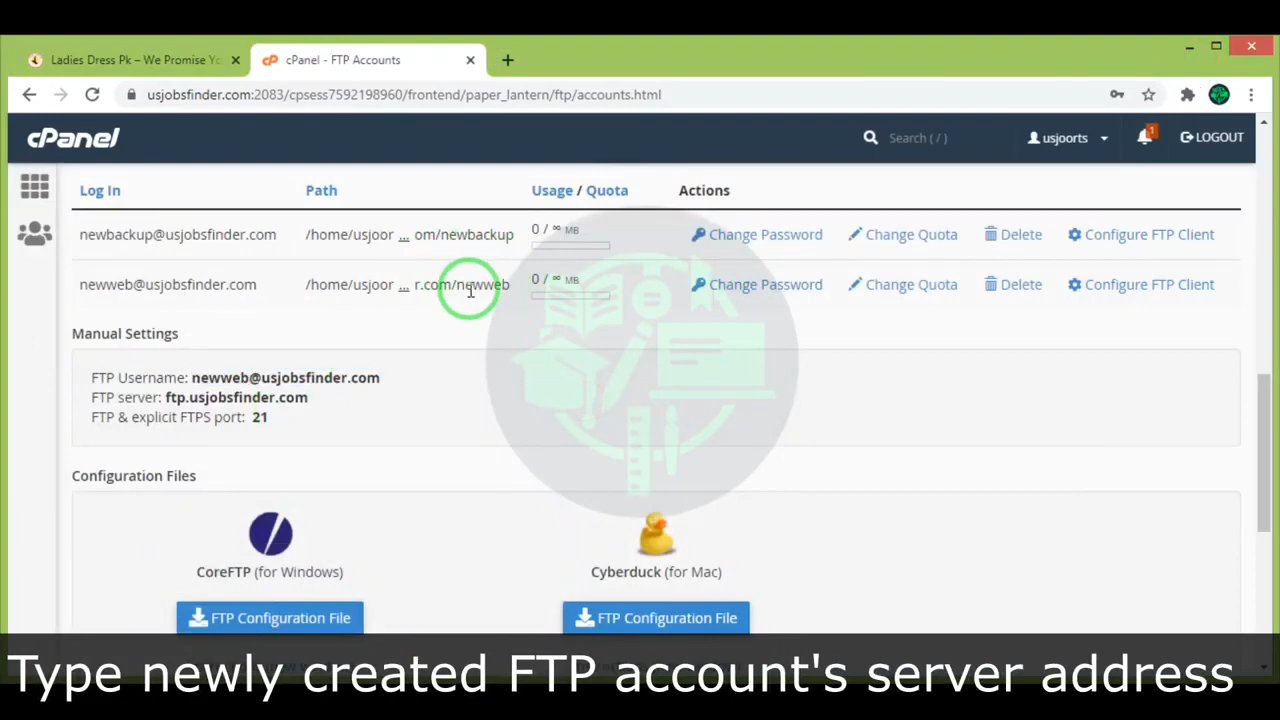 Ladies Dress Pk – We Promise Yo
cPanel - FTP Accounts
usjobsfinder.com:2083/cpsess7592198960/frontend/paper_lantern/ftp/accounts.html
cPanel
Search ( / )
usjoorts
1
LOGOUT
Log In
Path
Usage / Quota
Actions
newbackup@usjobsfinder.com
/home/usjoor ... om/newbackup
0 / ∞ MB
Change Password
Change Quota
Delete
Configure FTP Client
newweb@usjobsfinder.com
/home/usjoor ... r.com/newweb
0 / ∞ MB
Change Password
Change Quota
Delete
Configure FTP Client
Manual Settings
FTP Username: newweb@usjobsfinder.com
FTP server: ftp.usjobsfinder.com
FTP & explicit FTPS port: 21
Configuration Files
CoreFTP (for Windows)
Cyberduck (for Mac)
FTP Configuration File
FTP Configuration File
Type newly created FTP account's server address